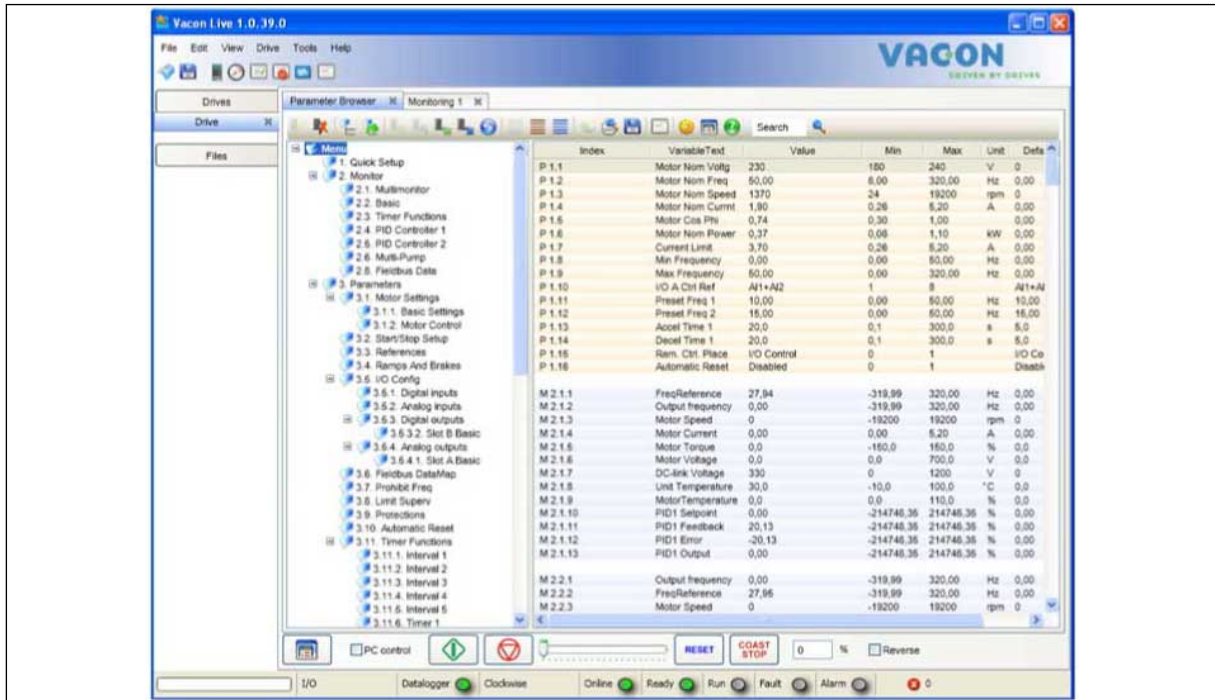 Vacon Live 1.0.39.0
File Edit View Drive Tools Help
VACON
DRIVEN BY DRIVES
Drives
Drive
Files
Parameter Browser Monitoring 1
Search
Menu
1. Quick Setup
2. Monitor
2.1. Multimonitor
2.2. Basic
2.3. Timer Functions
2.4. PID Controller 1
2.5. PID Controller 2
2.6. Multi-Pump
2.8. Fieldbus Data
3. Parameters
3.1. Motor Settings
3.1.1. Basic Settings
3.1.2. Motor Control
3.2. Start/Stop Setup
3.3. References
3.4. Ramps And Brakes
3.5. I/O Config
3.5.1. Digital inputs
3.5.2. Analog inputs
3.5.3. Digital outputs
3.5.3.2. Slot B Basic
3.5.4. Analog outputs
3.5.4.1. Slot A Basic
3.6. Fieldbus DataMap
3.7. Prohibit Freq
3.8. Limit Superv
3.9. Protections
3.10. Automatic Reset
3.11. Timer Functions
3.11.1. Interval 1
3.11.2. Interval 2
3.11.3. Interval 3
3.11.4. Interval 4
3.11.5. Interval 5
3.11.6. Timer 1
Index VariableText Value Min Max Unit Defa
P 1.1 Motor Nom Voltg 230 180 240 V 0
P 1.2 Motor Nom Freq 50,00 8,00 320,00 Hz 0,00
P 1.3 Motor Nom Speed 1370 24 19200 rpm 0
P 1.4 Motor Nom Currnt 1,90 0,26 5,20 A 0,00
P 1.5 Motor Cos Phi 0,74 0,30 1,00 0,00
P 1.6 Motor Nom Power 0,37 0,08 1,10 kW 0,00
P 1.7 Current Limit 3,70 0,26 5,20 A 0,00
P 1.8 Min Frequency 0,00 0,00 50,00 Hz 0,00
P 1.9 Max Frequency 50,00 0,00 320,00 Hz 0,00
P 1.10 I/O A Ctrl Ref AI1+AI2 1 8 AI1+AI
P 1.11 Preset Freq 1 10,00 0,00 50,00 Hz 10,00
P 1.12 Preset Freq 2 15,00 0,00 50,00 Hz 15,00
P 1.13 Accel Time 1 20,0 0,1 300,0 s 5,0
P 1.14 Decel Time 1 20,0 0,1 300,0 s 5,0
P 1.15 Rem. Ctrl. Place I/O Control 0 1 I/O Co
P 1.16 Automatic Reset Disabled 0 1 Disabl
M 2.1.1 FreqReference 27,94 -319,99 320,00 Hz 0,00
M 2.1.2 Output frequency 0,00 -319,99 320,00 Hz 0,00
M 2.1.3 Motor Speed 0 -19200 19200 rpm 0
M 2.1.4 Motor Current 0,00 0,00 5,20 A 0,00
M 2.1.5 Motor Torque 0,0 -150,0 150,0 % 0,0
M 2.1.6 Motor Voltage 0,0 0,0 700,0 V 0,0
M 2.1.7 DC-link Voltage 330 0 1200 V 0
M 2.1.8 Unit Temperature 30,0 -10,0 100,0 °C 0,0
M 2.1.9 MotorTemperature 0,0 0,0 110,0 % 0,0
M 2.1.10 PID1 Setpoint 0,00 -214748,36 214748,36 % 0,00
M 2.1.11 PID1 Feedback 20,13 -214748,36 214748,36 % 0,00
M 2.1.12 PID1 Error -20,13 -214748,36 214748,36 % 0,00
M 2.1.13 PID1 Output 0,00 -214748,36 214748,36 % 0,00
M 2.2.1 Output frequency 0,00 -319,99 320,00 Hz 0,00
M 2.2.2 FreqReference 27,96 -319,99 320,00 Hz 0,00
M 2.2.3 Motor Speed 0 -19200 19200 rpm 0
PC control RESET COAST STOP 0 % Reverse
I/O Datalogger Clockwise Online Ready Run Fault Alarm 0